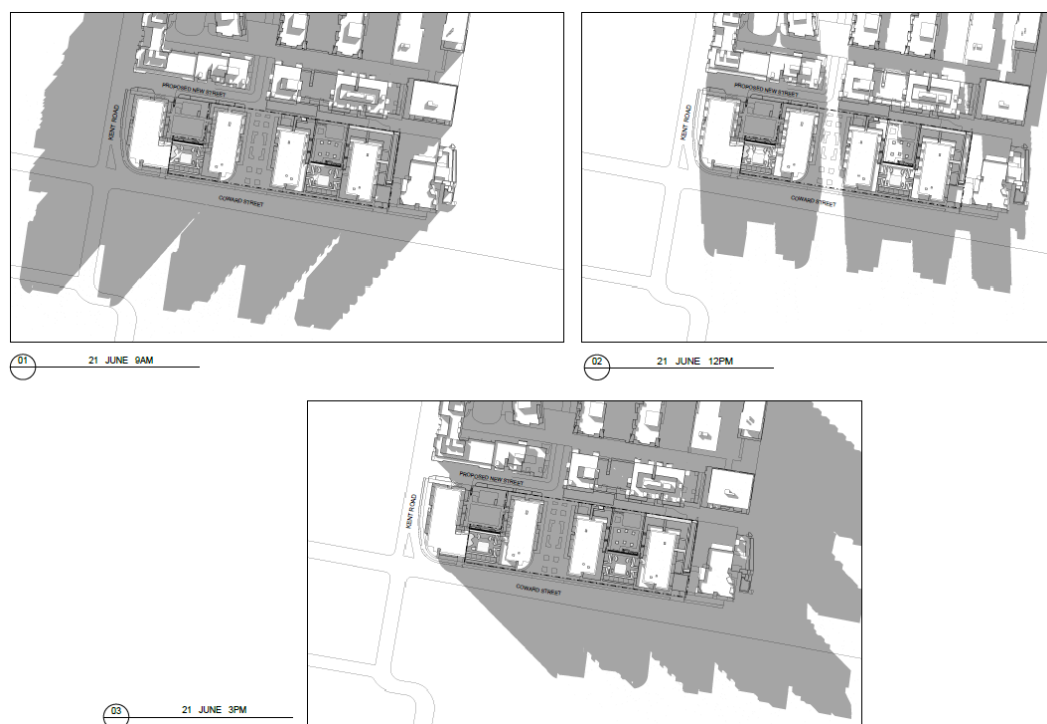 PROPOSED NEW STREET
KENT ROAD
COWARD STREET
01 21 JUNE 9AM
PROPOSED NEW STREET
KENT ROAD
COWARD STREET
02 21 JUNE 12PM
PROPOSED NEW STREET
KENT ROAD
COWARD STREET
03 21 JUNE 3PM